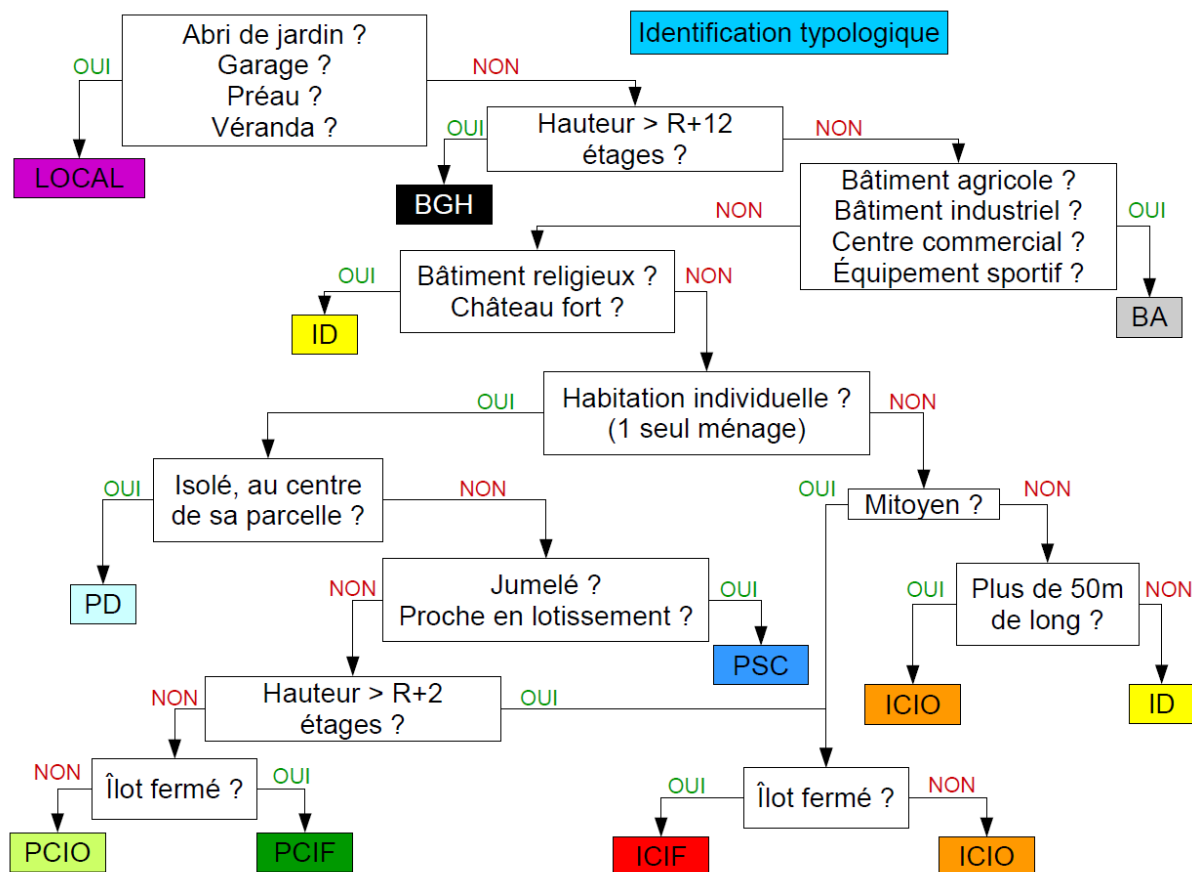 Identification typologique
Abri de jardin ?
Garage ?
Préau ?
Véranda ?
OUI
NON
LOCAL
Hauteur > R+12
étages ?
OUI
NON
BGH
Bâtiment agricole ?
Bâtiment industriel ?
Centre commercial ?
Équipement sportif ?
NON
OUI
BA
Bâtiment religieux ?
Château fort ?
OUI
NON
ID
Habitation individuelle ?
(1 seul ménage)
OUI
NON
Isolé, au centre
de sa parcelle ?
OUI
NON
PD
Mitoyen ?
OUI
NON
Jumelé ?
Proche en lotissement ?
NON
OUI
PSC
Plus de 50m
de long ?
OUI
NON
ICIO
ID
Hauteur > R+2
étages ?
NON
OUI
Îlot fermé ?
NON
OUI
PCIO
PCIF
Îlot fermé ?
OUI
NON
ICIF
ICIO